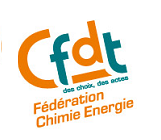 Cfdt
des choix, des actes
Fédération
Chimie Energie